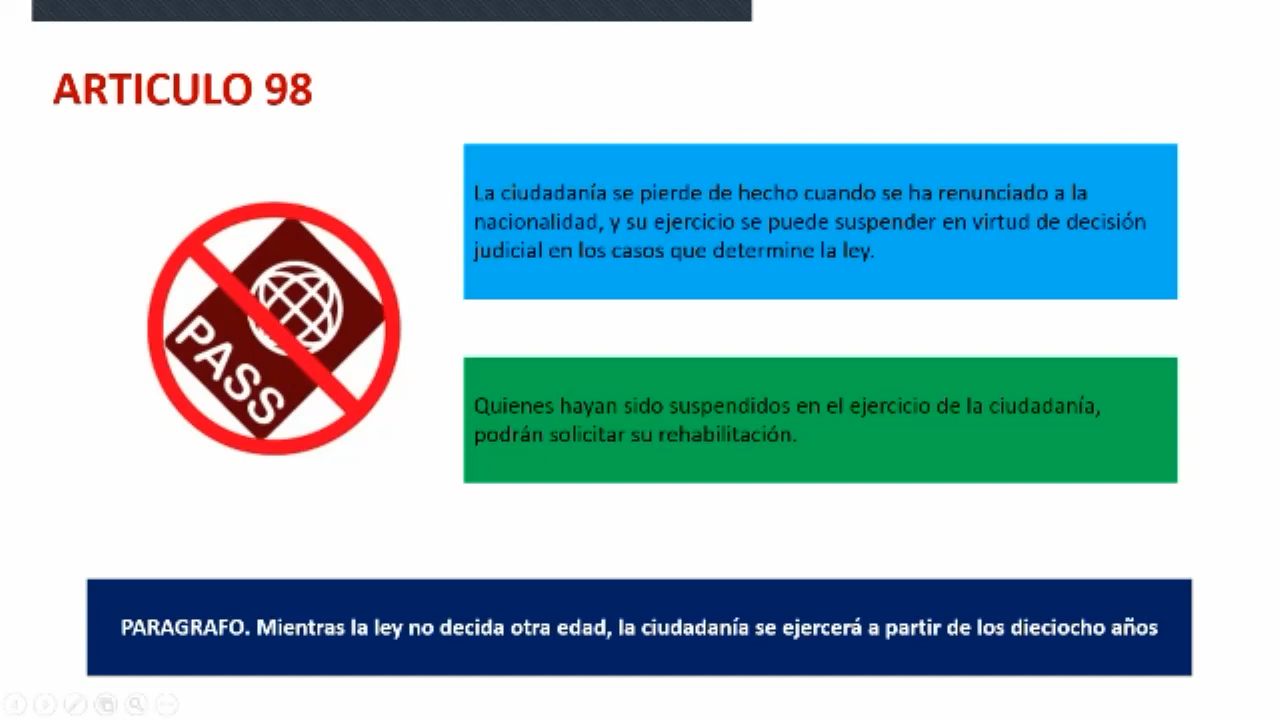 ARTICULO 98
La ciudadanía se pierde de hecho cuando se ha renunciado a la
nacionalidad, y su ejercicio se puede suspender en virtud de decisión
judicial en los casos que determine la ley.
PASS
Quienes hayan sido suspendidos en el ejercicio de la ciudadanía,
podrán solicitar su rehabilitación.
PARAGRAFO. Mientras la ley no decida otra edad, la ciudadanía se ejercerá a partir de los dieciocho años